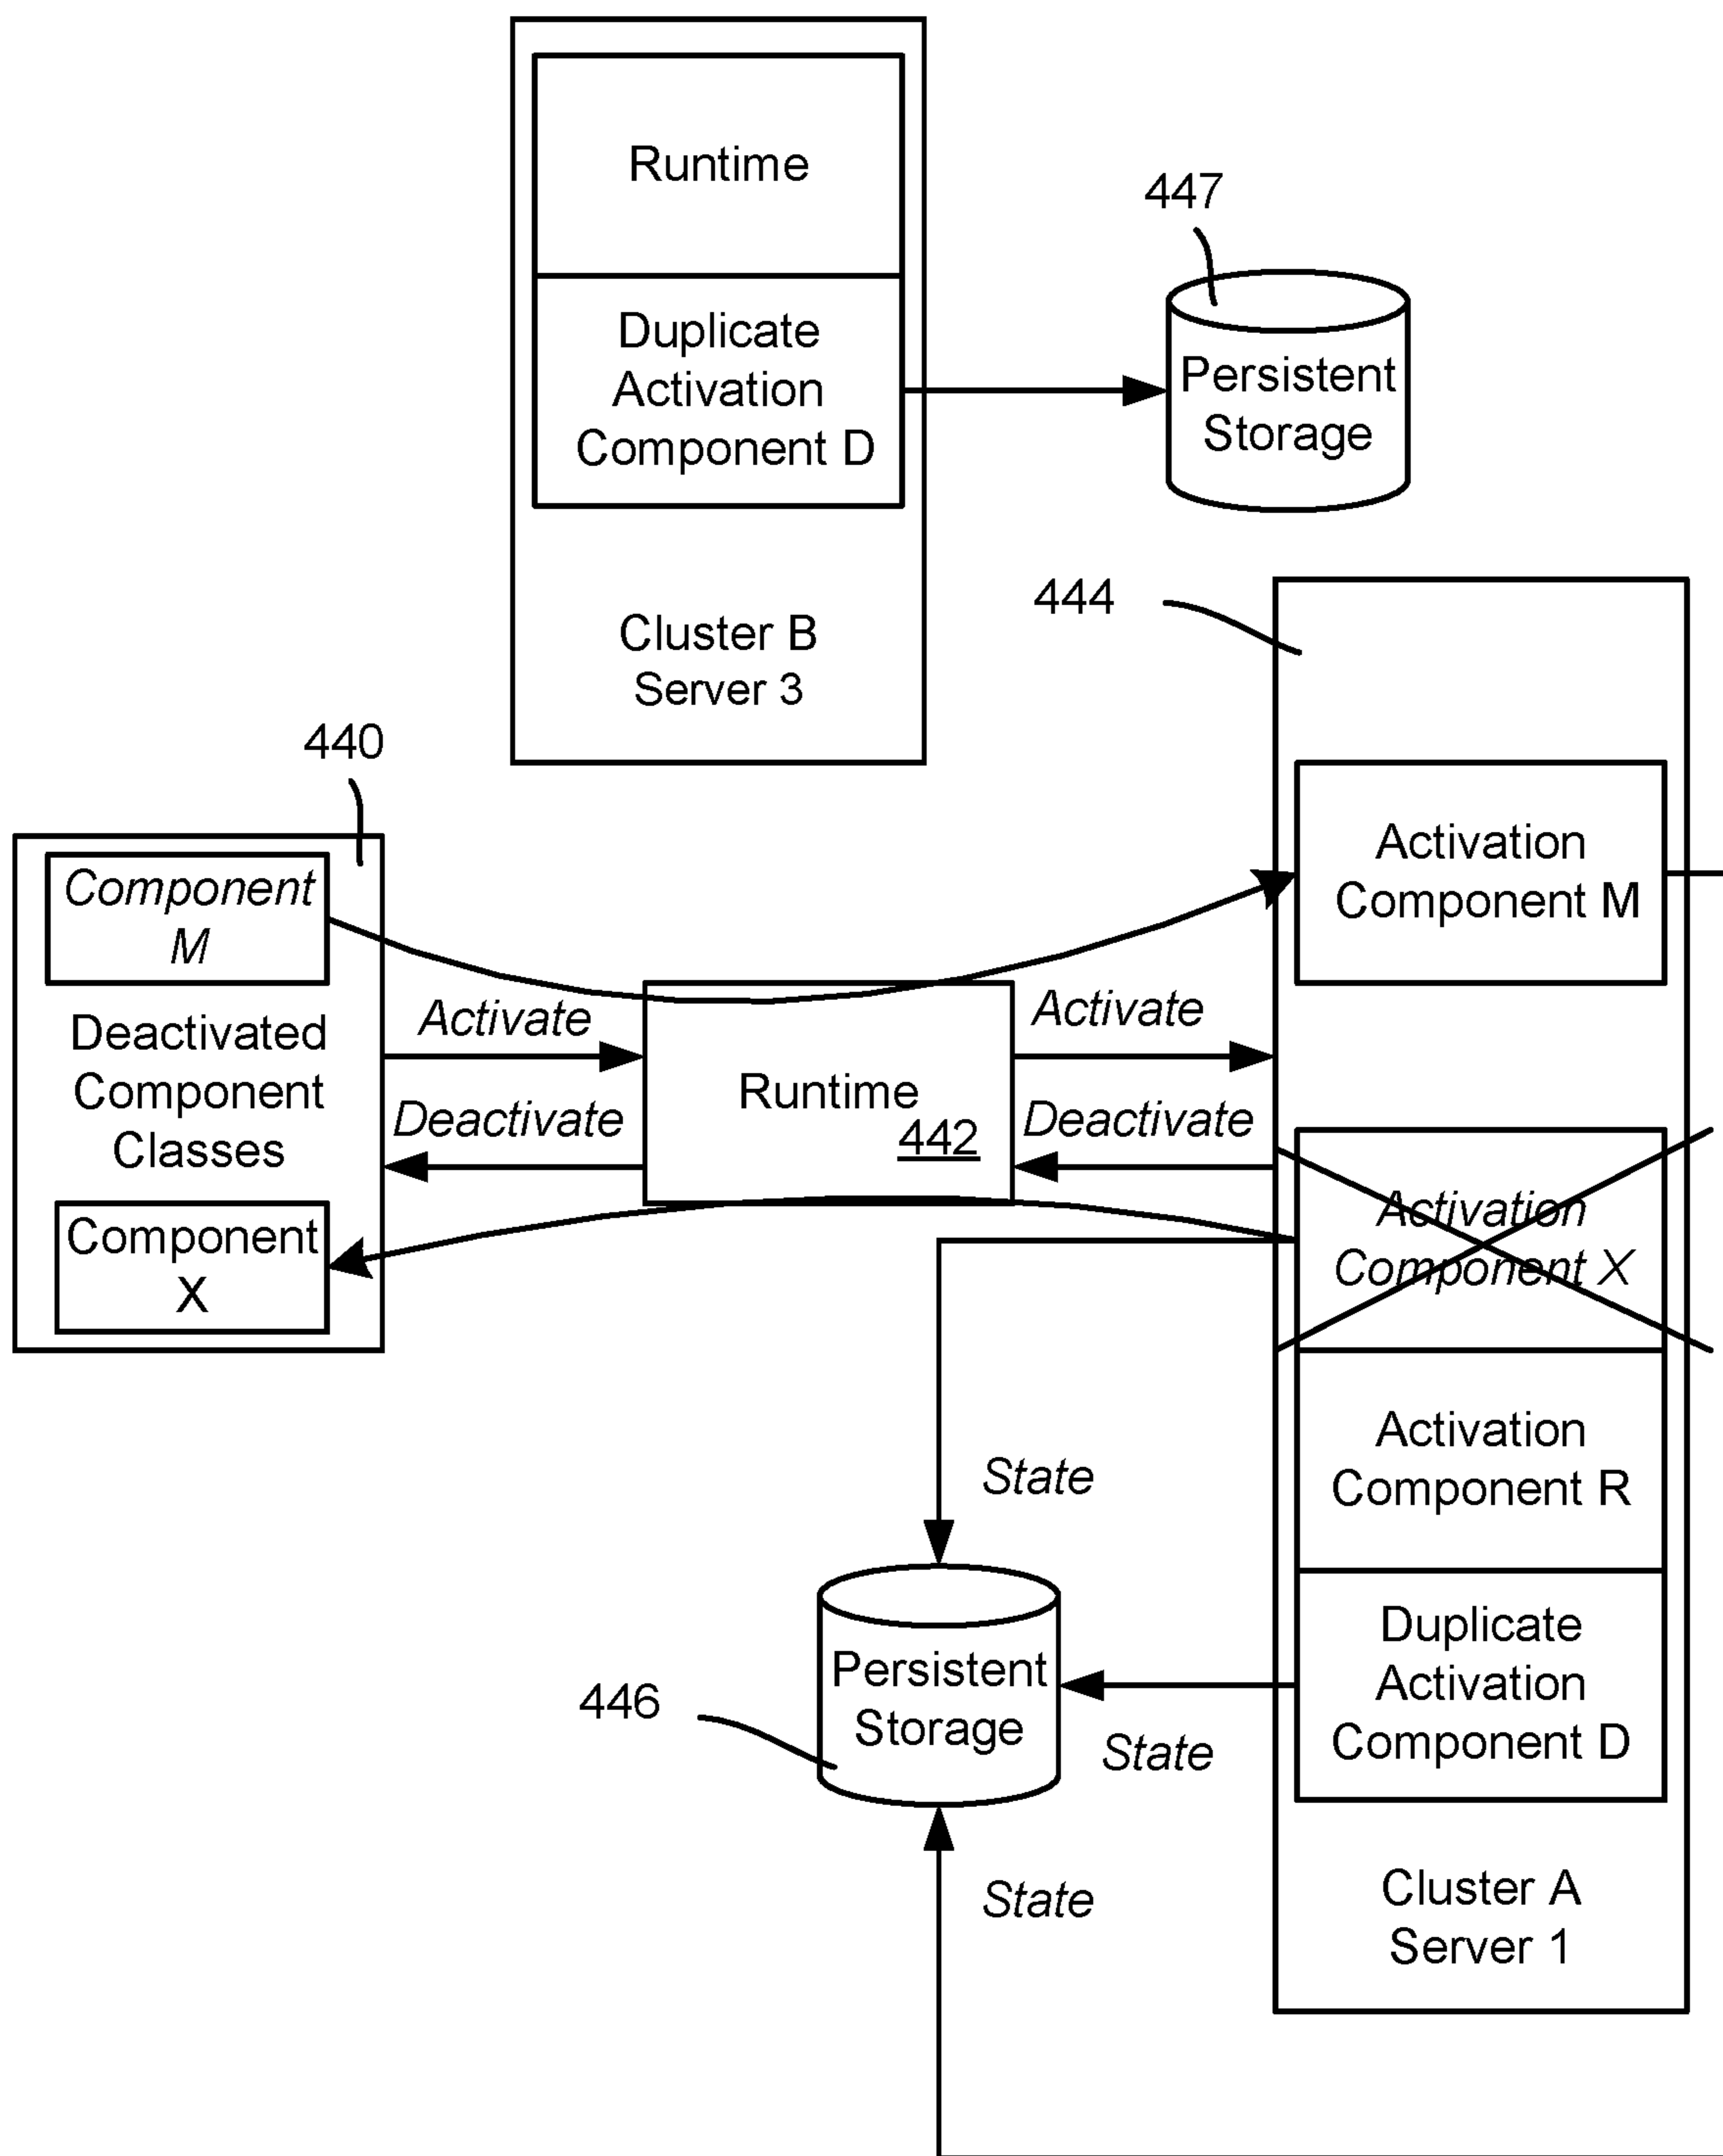 Runtime
447
Duplicate
Activation
Component D
Persistent
Storage
Cluster B
Server 3
444
440
Component
M
Activation
Component M
Deactivated
Component
Classes
Activate
Deactivate
Runtime
442
Activate
Deactivate
Component
X
Activation
Component X
Activation
Component R
State
Duplicate
Activation
Component D
Persistent
Storage
446
State
State
Cluster A
Server 1